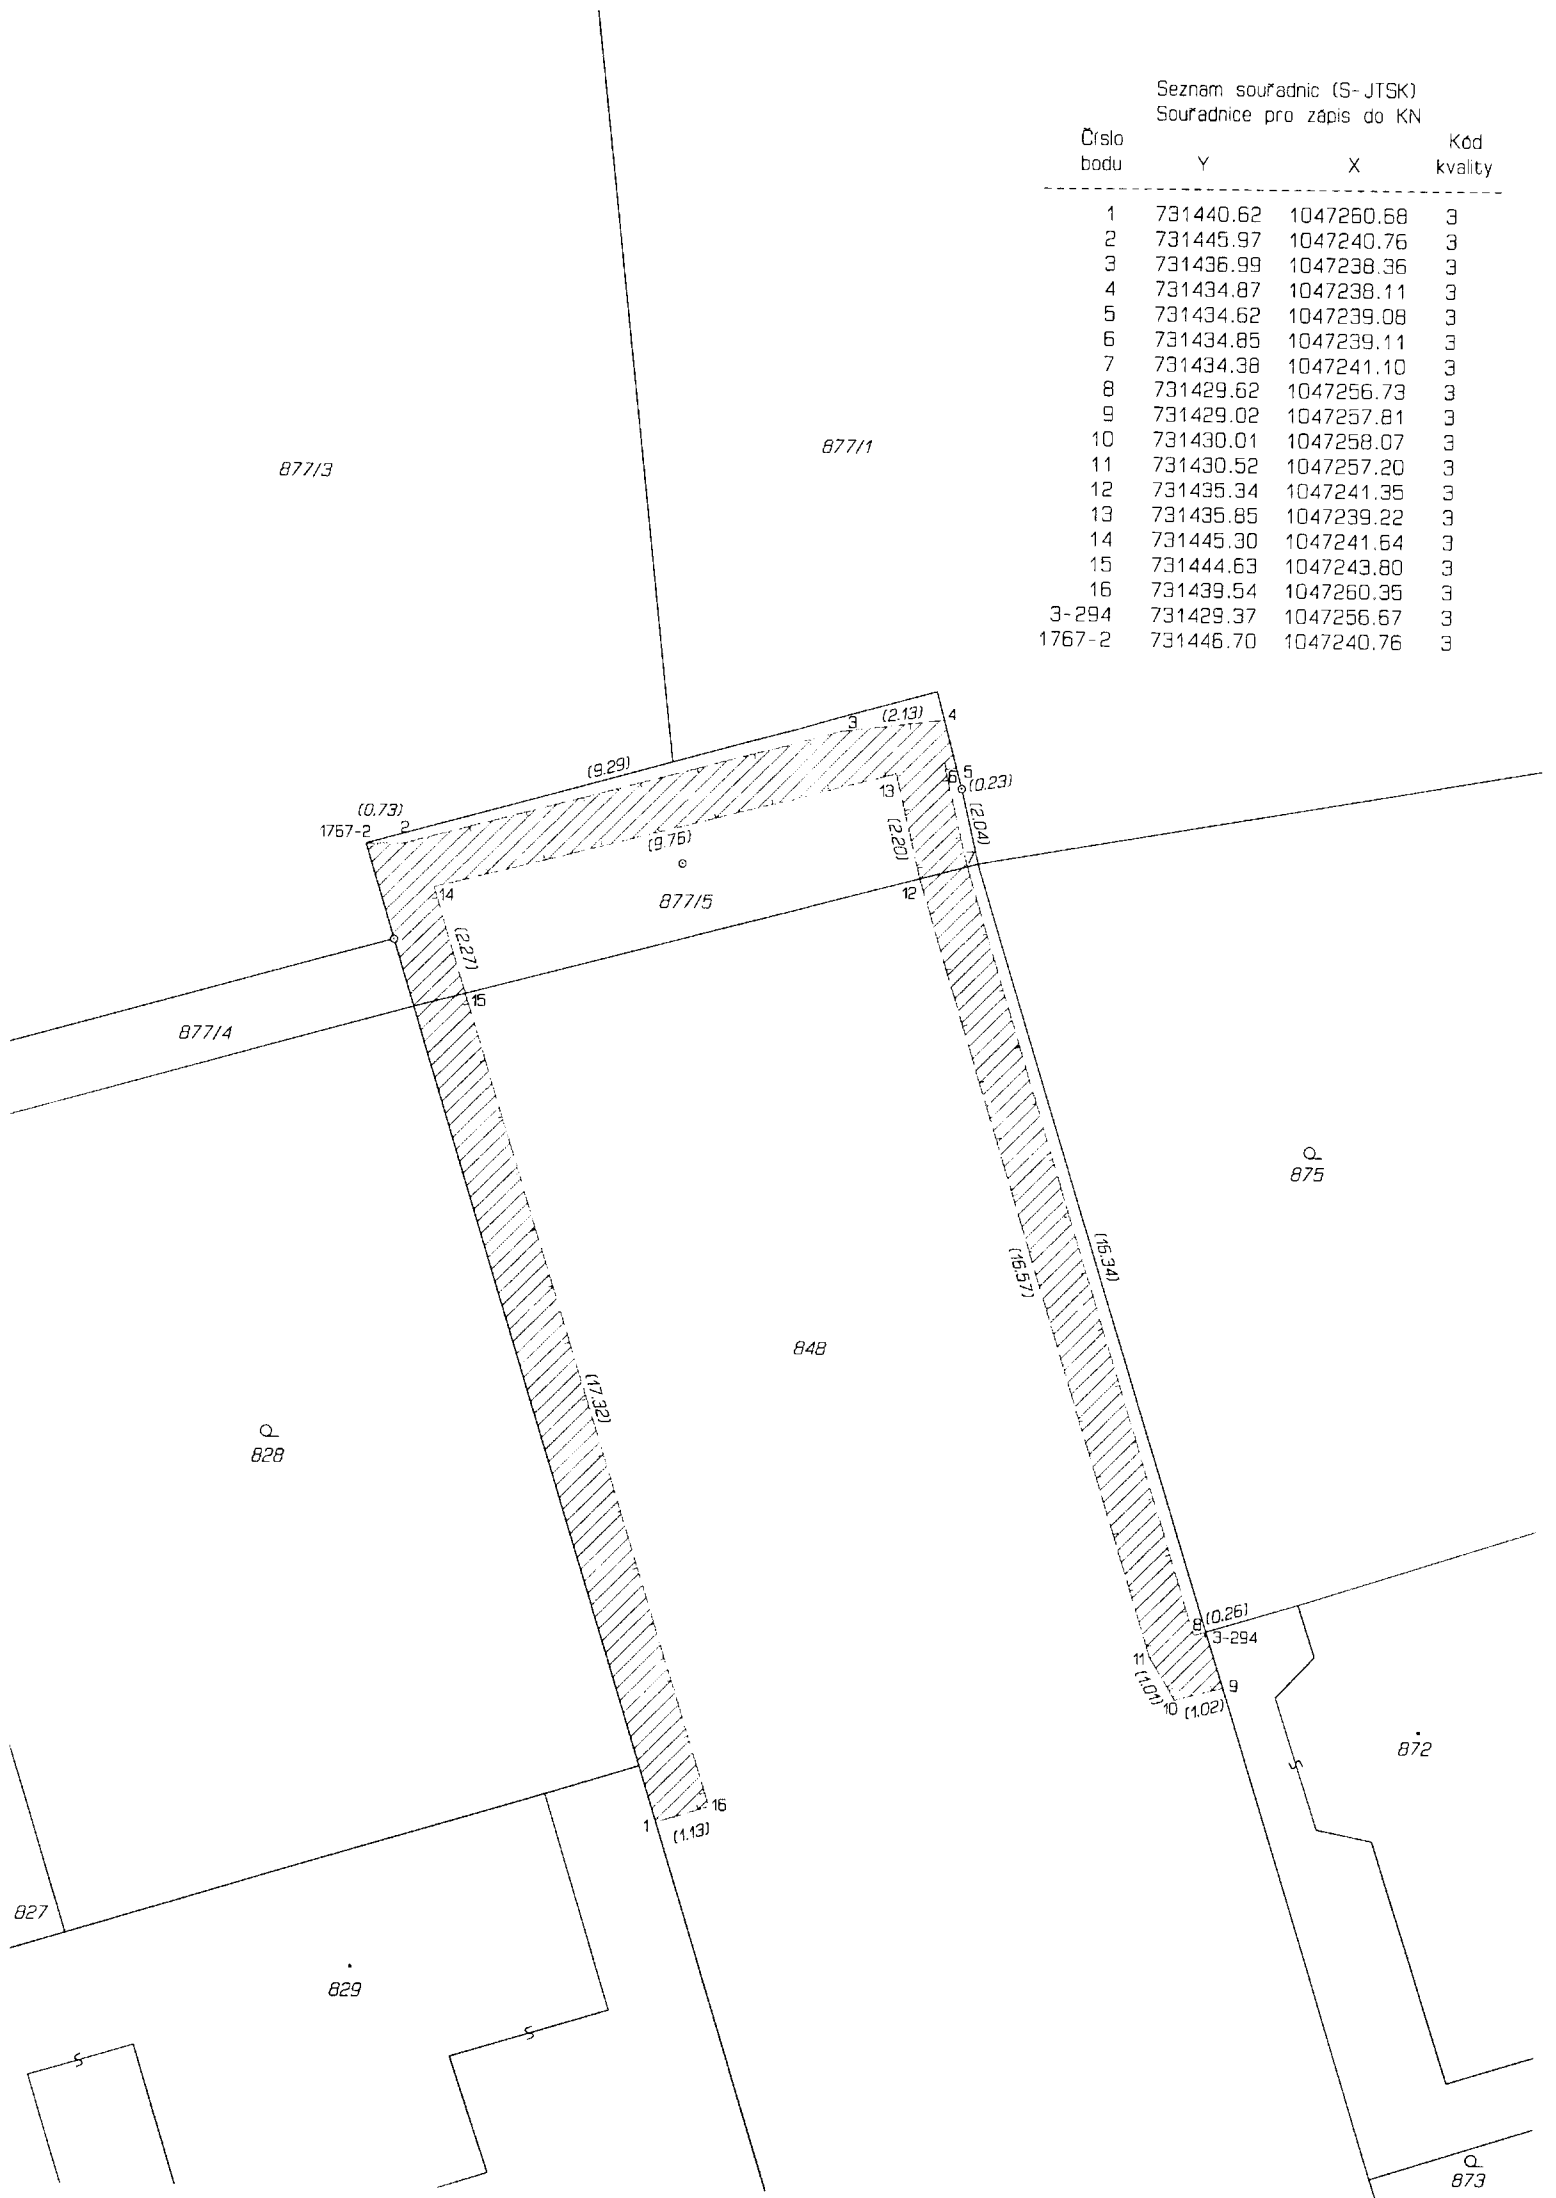 Seznam souřadnic (S-JTSK)
Souřadnice pro zápis do KN
Číslo bodu Y X Kód kvality
1 731440.62 1047260.68 3
2 731445.97 1047240.76 3
3 731436.99 1047238.36 3
4 731434.87 1047238.11 3
5 731434.62 1047239.08 3
6 731434.85 1047239.11 3
7 731434.38 1047241.10 3
8 731429.62 1047256.73 3
9 731429.02 1047257.81 3
10 731430.01 1047258.07 3
11 731430.52 1047257.20 3
12 731435.34 1047241.35 3
13 731435.85 1047239.22 3
14 731445.30 1047241.64 3
15 731444.63 1047243.80 3
16 731439.54 1047260.35 3
3-294 731429.37 1047256.67 3
1767-2 731446.70 1047240.76 3
877/3
877/1
3 (2.13) 4
(9.29)
5
6
(0.23)
13
(0.73)
1767-2 2
(2.04)
(2.20)
(9.76)
7
12
14
877/5
(2.27)
15
877/4
875
(16.34)
(16.57)
848
(17.32)
828
8 (0.26)
3-294
11
(1.01)
9
10 (1.02)
872
16
1
(1.13)
827
829
873